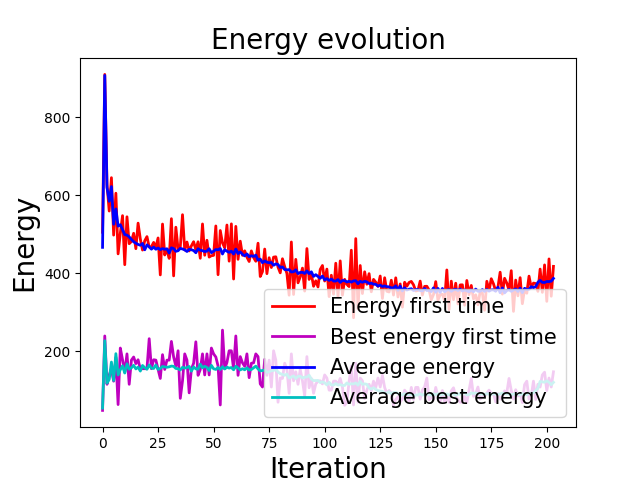 Energy evolution
Energy
800
600
400
200
Energy first time
Best energy first time
Average energy
Average best energy
0 25 50 75 100 125 150 175 200
Iteration